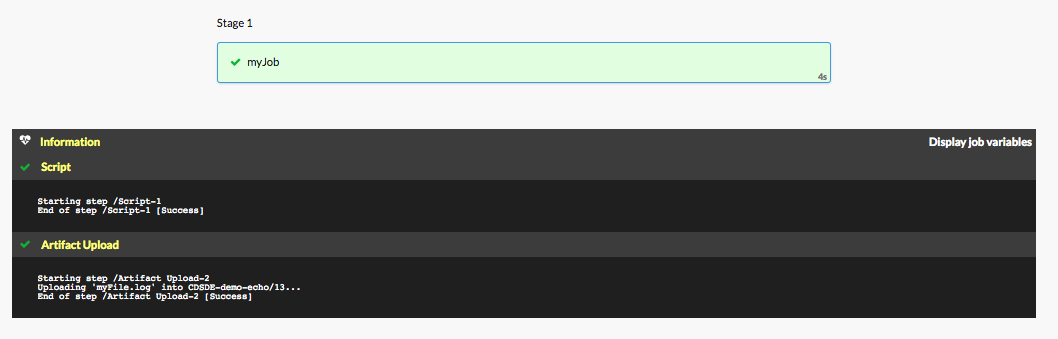 Stage 1
myJob
4s
Information
Display job variables
Script
Starting step /Script-1
End of step /Script-1 [Success]
Artifact Upload
Starting step /Artifact Upload-2
Uploading 'myFile.log' into CDSDE-demo-echo/13...
End of step /Artifact Upload-2 [Success]